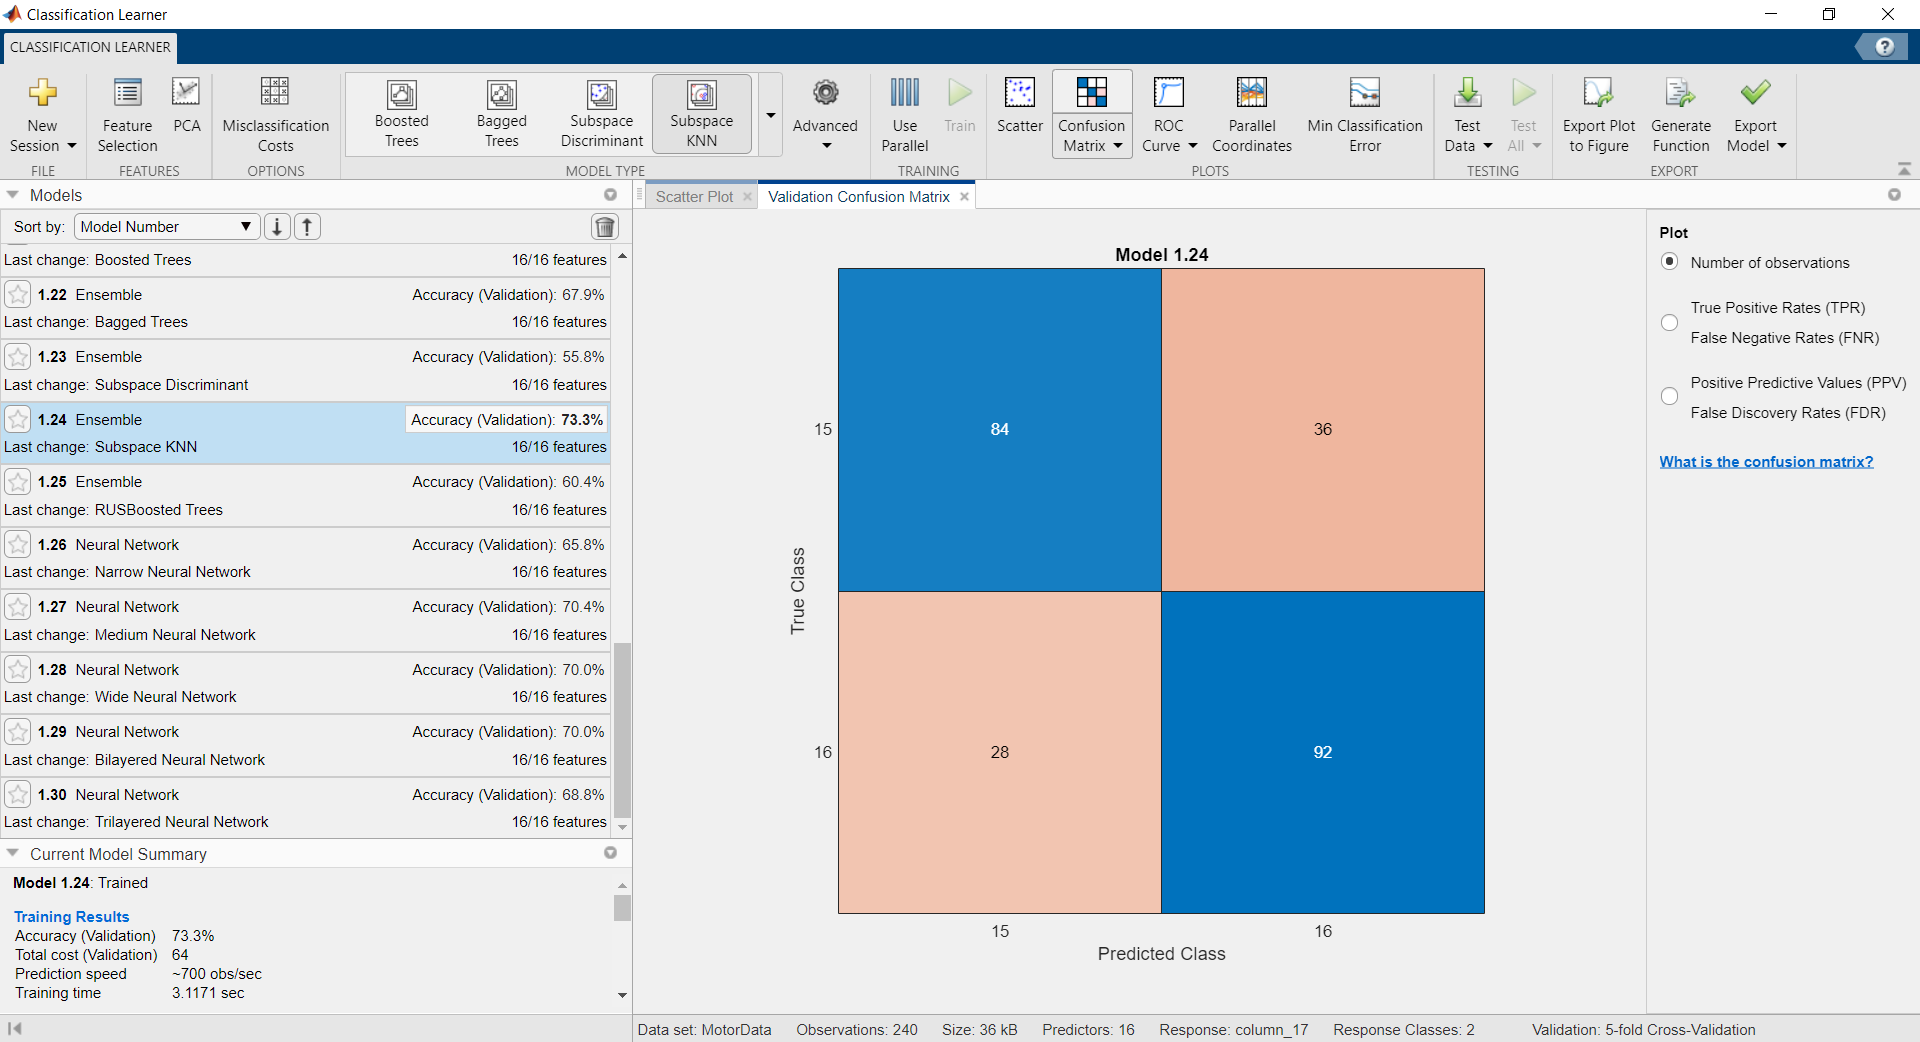 Classification Learner
CLASSIFICATION LEARNER
New Session
FILE
Feature Selection
PCA
FEATURES
Misclassification Costs
OPTIONS
Boosted Trees
Bagged Trees
Subspace Discriminant
Subspace KNN
MODEL TYPE
Advanced
Use Parallel
Train
TRAINING
Scatter
Confusion Matrix
ROC Curve
Parallel Coordinates
Min Classification Error
PLOTS
Test Data
Test All
TESTING
Export Plot to Figure
Generate Function
Export Model
EXPORT
Models
Sort by: Model Number
Last change: Boosted Trees 16/16 features
1.22 Ensemble Accuracy (Validation): 67.9%
Last change: Bagged Trees 16/16 features
1.23 Ensemble Accuracy (Validation): 55.8%
Last change: Subspace Discriminant 16/16 features
1.24 Ensemble Accuracy (Validation): 73.3%
Last change: Subspace KNN 16/16 features
1.25 Ensemble Accuracy (Validation): 60.4%
Last change: RUSBoosted Trees 16/16 features
1.26 Neural Network Accuracy (Validation): 65.8%
Last change: Narrow Neural Network 16/16 features
1.27 Neural Network Accuracy (Validation): 70.4%
Last change: Medium Neural Network 16/16 features
1.28 Neural Network Accuracy (Validation): 70.0%
Last change: Wide Neural Network 16/16 features
1.29 Neural Network Accuracy (Validation): 70.0%
Last change: Bilayered Neural Network 16/16 features
1.30 Neural Network Accuracy (Validation): 68.8%
Last change: Trilayered Neural Network 16/16 features
Current Model Summary
Model 1.24: Trained
Training Results
Accuracy (Validation) 73.3%
Total cost (Validation) 64
Prediction speed ~700 obs/sec
Training time 3.1171 sec
Scatter Plot
Validation Confusion Matrix
Model 1.24
15 84 36
True Class
16 28 92
15 16
Predicted Class
Plot
Number of observations
True Positive Rates (TPR)
False Negative Rates (FNR)
Positive Predictive Values (PPV)
False Discovery Rates (FDR)
What is the confusion matrix?
Data set: MotorData Observations: 240 Size: 36 kB Predictors: 16 Response: column_17 Response Classes: 2 Validation: 5-fold Cross-Validation